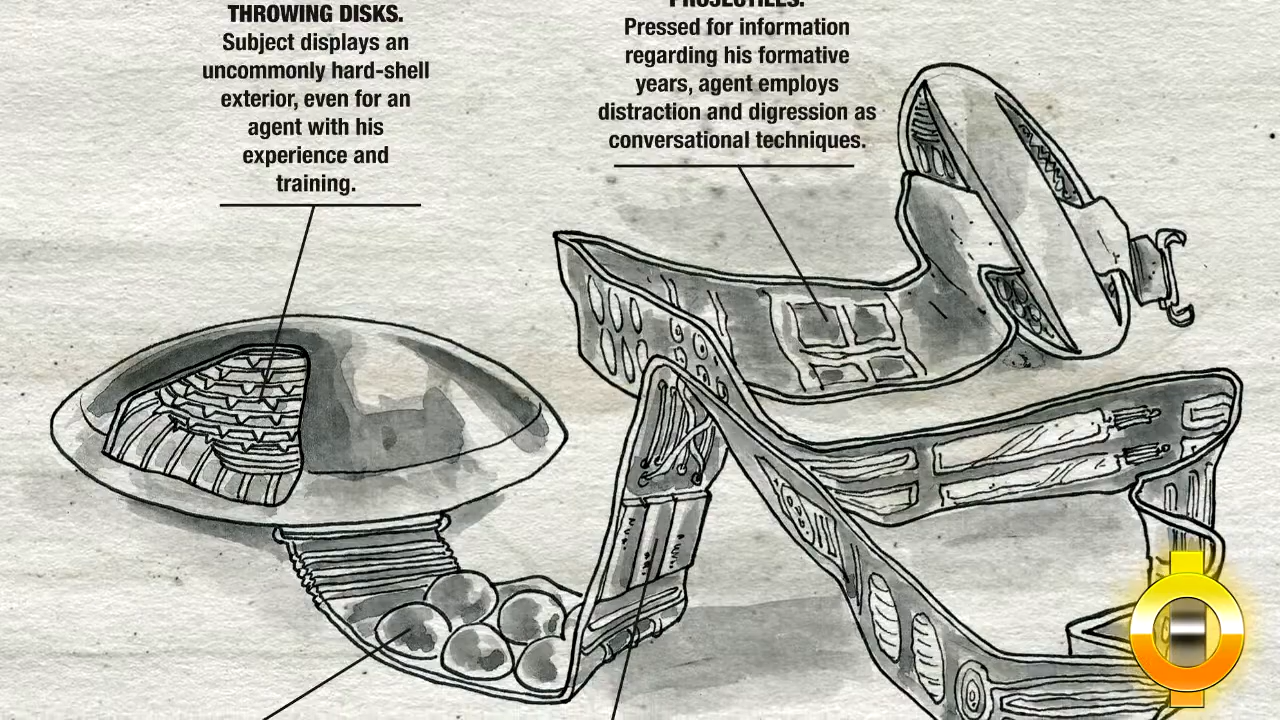 THROWING DISKS.
Subject displays an
uncommonly hard-shell
exterior, even for an
agent with his
experience and
training.
PROJECTILES.
Pressed for information
regarding his formative
years, agent employs
distraction and digression as
conversational techniques.